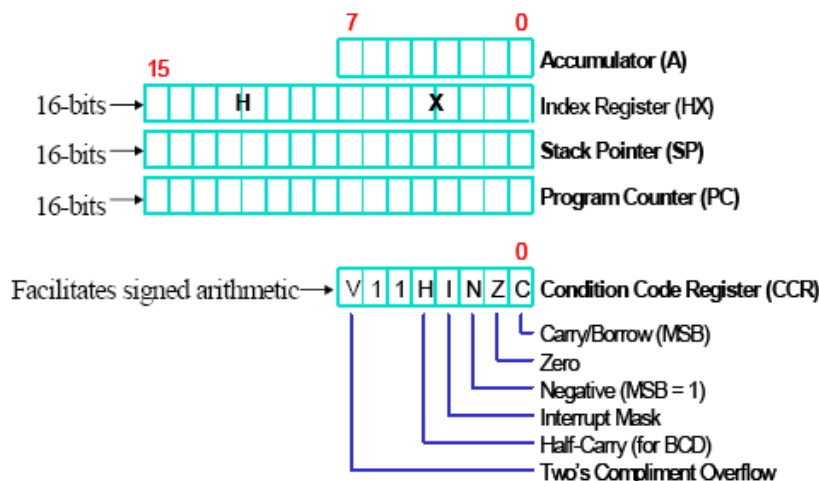 7 0
Accumulator (A)
15
16-bits H X Index Register (HX)
16-bits Stack Pointer (SP)
16-bits Program Counter (PC)
0
Facilitates signed arithmetic V 1 1 H I N Z C Condition Code Register (CCR)
Carry/Borrow (MSB)
Zero
Negative (MSB = 1)
Interrupt Mask
Half-Carry (for BCD)
Two's Compliment Overflow